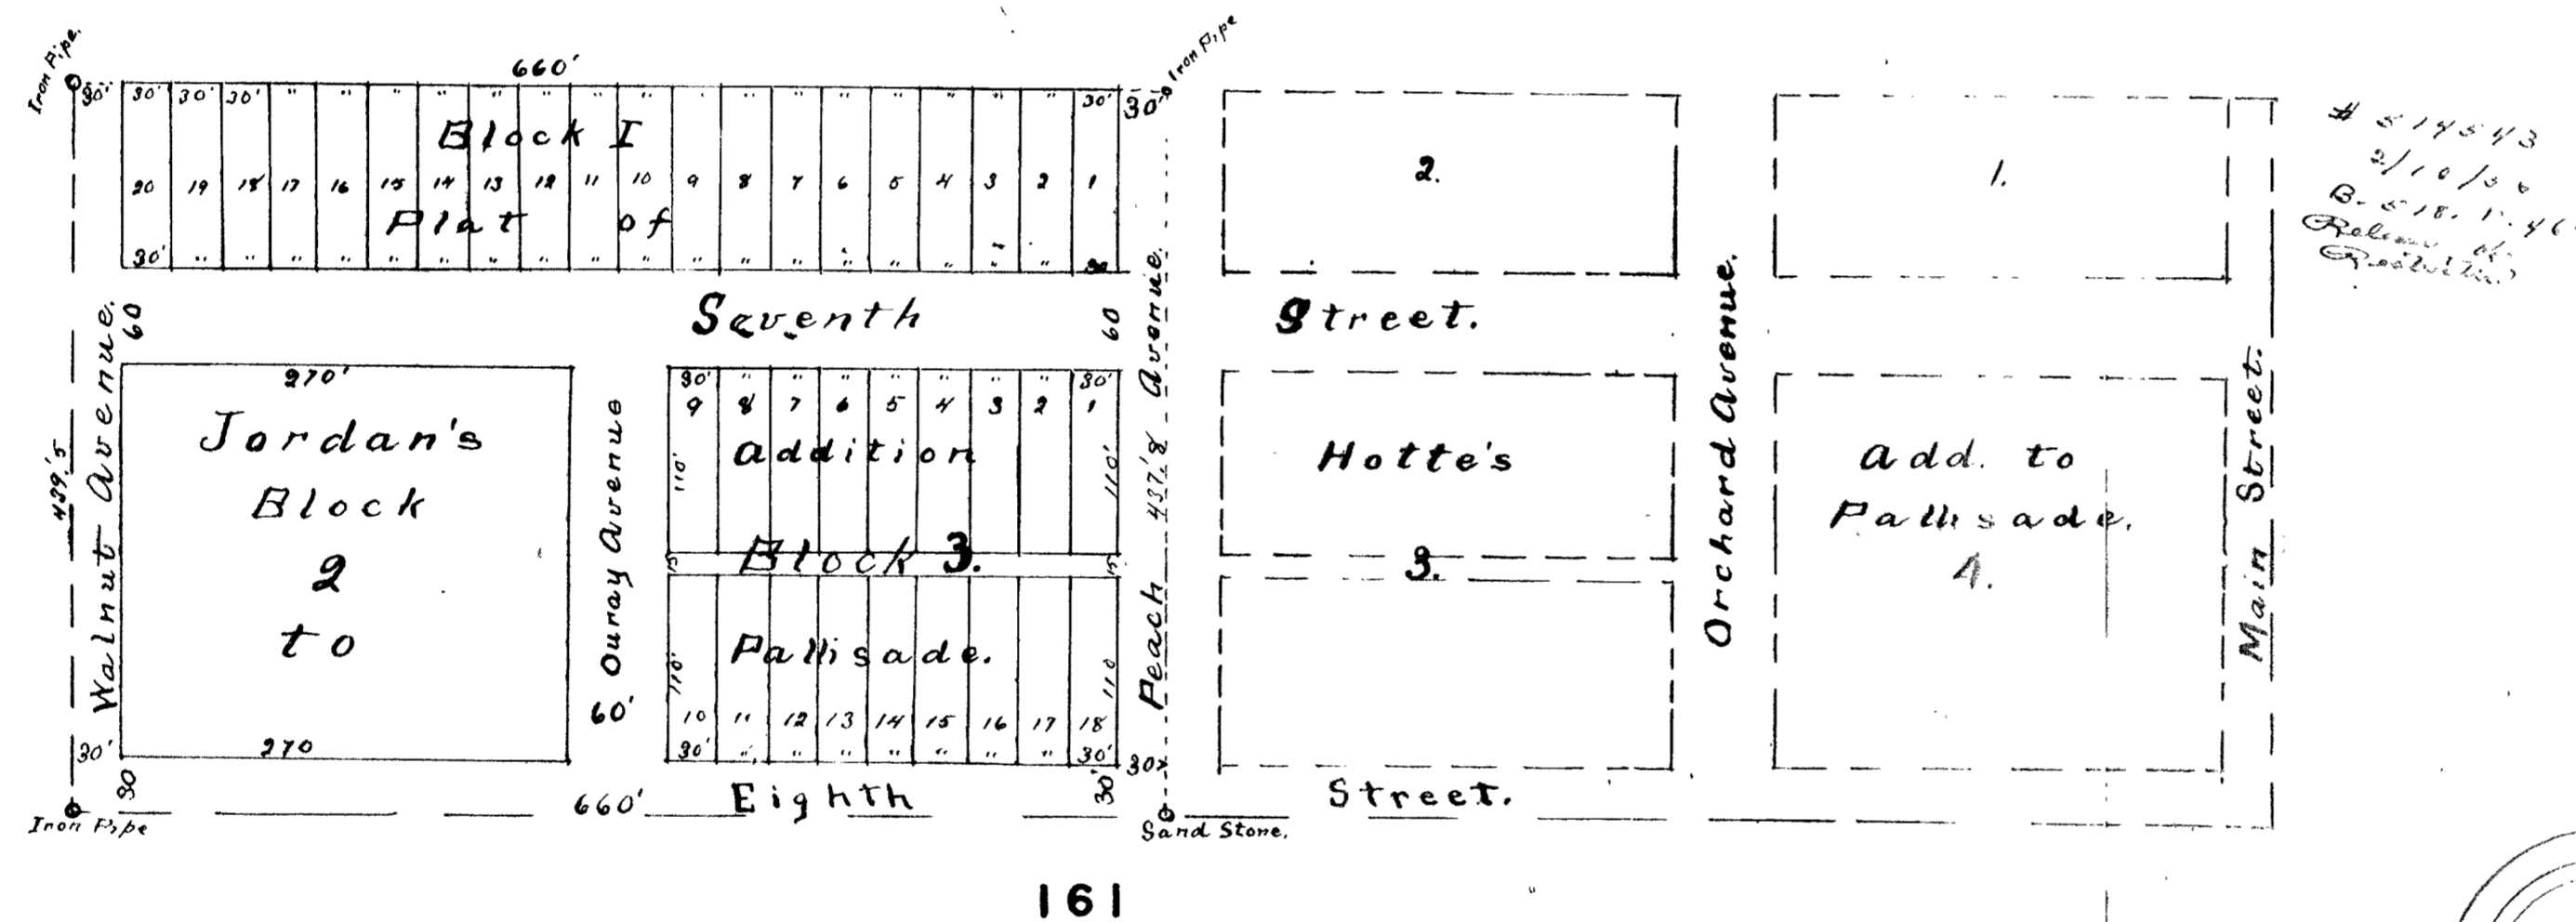 Iron Pipe.
660'
Iron Pipe
30' 30' 30' 30' " " " " " " " " " " " " " " " " 30' 30'
Block I
20 19 18 17 16 15 14 13 12 11 10 9 8 7 6 5 4 3 2 1
Plat of
30' " " " " " " " " " " " " " " " " " " 30
2.
1.
# 514543
Seventh Street.
60
60
Walnut Avenue.
439'.5
Peach 437'.8 Avenue.
Orchard Avenue.
Main Street.
270'
Jordan's
Block
2
to
270
30'
30
Ouray Avenue
60'
30' " " " " " " " 30'
9 8 7 6 5 4 3 2 1
110'
110'
Addition
15
Block 3.
15
Pallisade.
110'
110
10 11 12 13 14 15 16 17 18
30' " " " " " " " 30'
30'
30
Hotte's
3.
Add. to
Pallisade.
4.
660' Eighth Street.
Iron Pipe
Sand Stone.
161